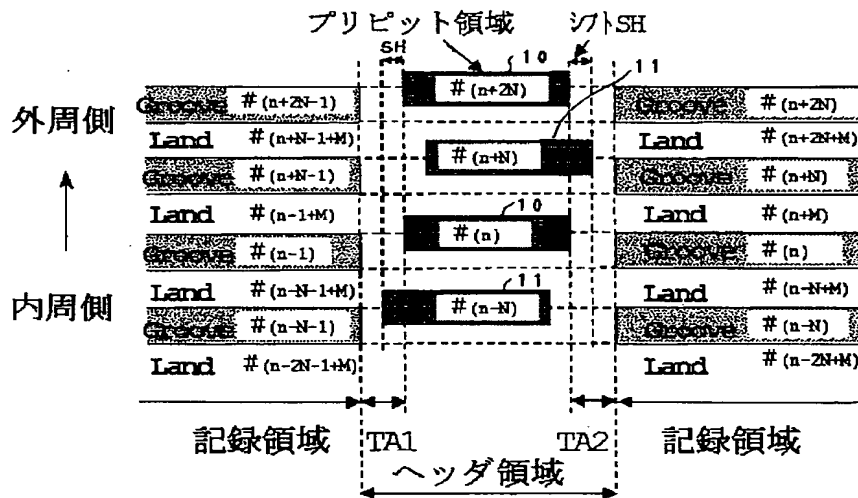 プリピット領域 シフトSH
SH 10 11
Groove #(n+2N-1) #(n+2N) Groove #(n+2N)
外周側
Land #(n+N-1+M) Land #(n+2N+M)
Groove #(n+N-1) #(n+N) Groove #(n+N)
Land #(n-1+M) 10 Land #(n+M)
Groove #(n-1) #(n) Groove #(n)
内周側
Land #(n-N-1+M) 11 Land #(n-N+M)
Groove #(n-N-1) #(n-N) Groove #(n-N)
Land #(n-2N-1+M) Land #(n-2N+M)
記録領域 TA1 TA2 記録領域
ヘッダ領域